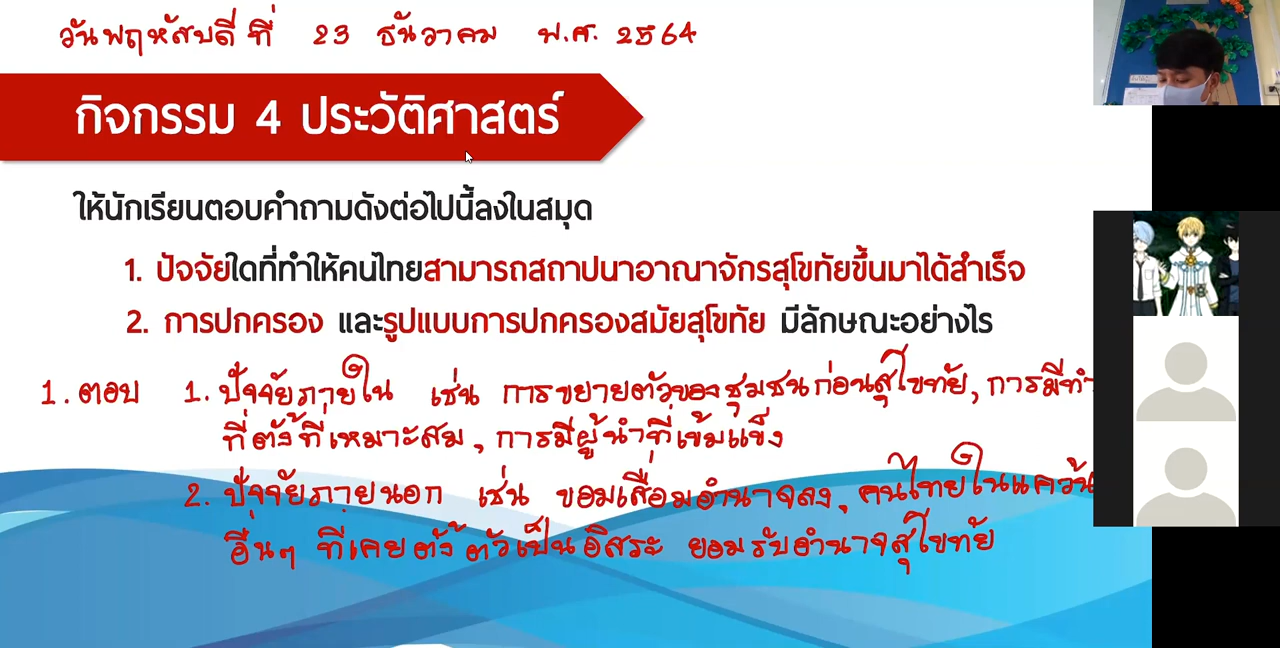 วันพฤหัสบดีที่ 23 ธันวาคม พ.ศ. 2564
กิจกรรม 4 ประวัติศาสตร์
ให้นักเรียนตอบคำถามดังต่อไปนี้ลงในสมุด
1. ปัจจัยใดที่ทำให้คนไทยสามารถสถาปนาอาณาจักรสุโขทัยขึ้นมาได้สำเร็จ
2. การปกครอง และรูปแบบการปกครองสมัยสุโขทัย มีลักษณะอย่างไร
1. ตอบ 1. ปัจจัยภายใน เช่น การขยายตัวของชุมชนก่อนสุโขทัย, การมีทำ
ที่ตั้งที่เหมาะสม, การมีผู้นำที่เข้มแข็ง
2. ปัจจัยภายนอก เช่น ขอมเสื่อมอำนาจลง, คนไทยในแคว้น
อื่นๆ ที่เคยตั้งตัวเป็นอิสระ ยอมรับอำนาจสุโขทัย